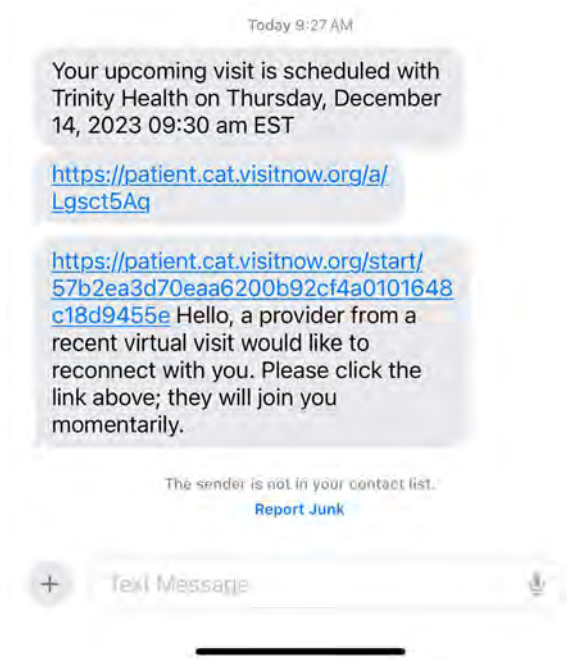 Today 9:27 AM
Your upcoming visit is scheduled with
Trinity Health on Thursday, December
14, 2023 09:30 am EST
https://patient.cat.visitnow.org/a/
Lgsct5Aq
https://patient.cat.visitnow.org/start/
57b2ea3d70eaa6200b92cf4a0101648
c18d9455e Hello, a provider from a
recent virtual visit would like to
reconnect with you. Please click the
link above; they will join you
momentarily.
The sender is not in your contact list.
Report Junk
+ Text Message